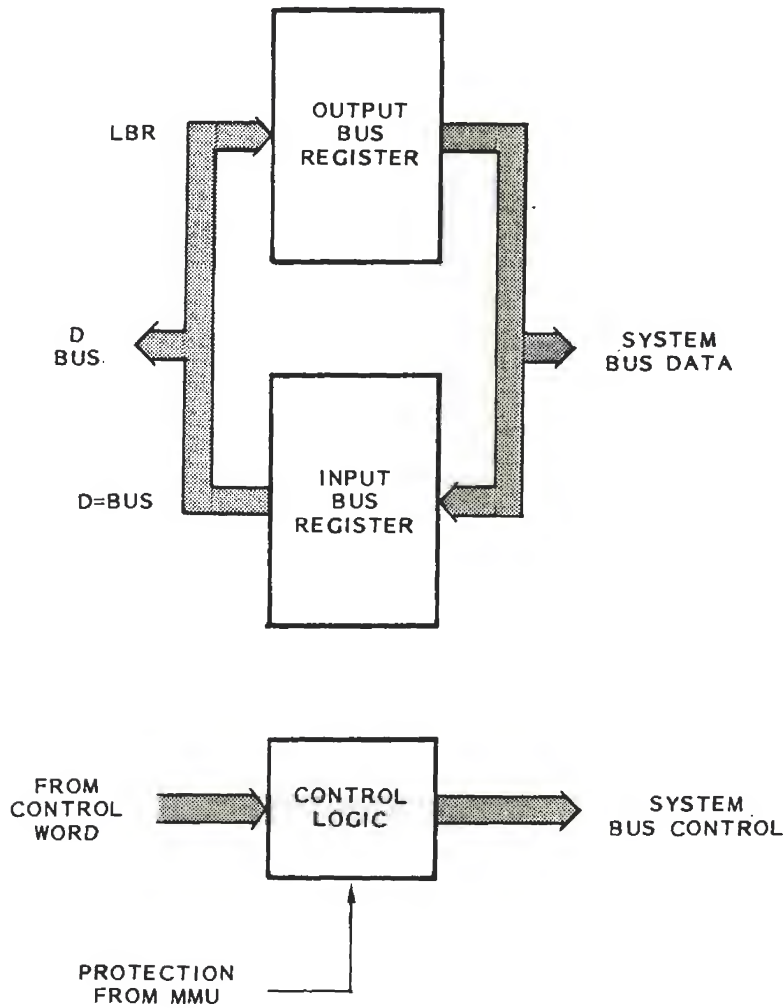 OUTPUT
BUS
REGISTER
LBR
D
BUS
SYSTEM
BUS DATA
INPUT
BUS
REGISTER
D=BUS
FROM
CONTROL
WORD
CONTROL
LOGIC
SYSTEM
BUS CONTROL
PROTECTION
FROM MMU